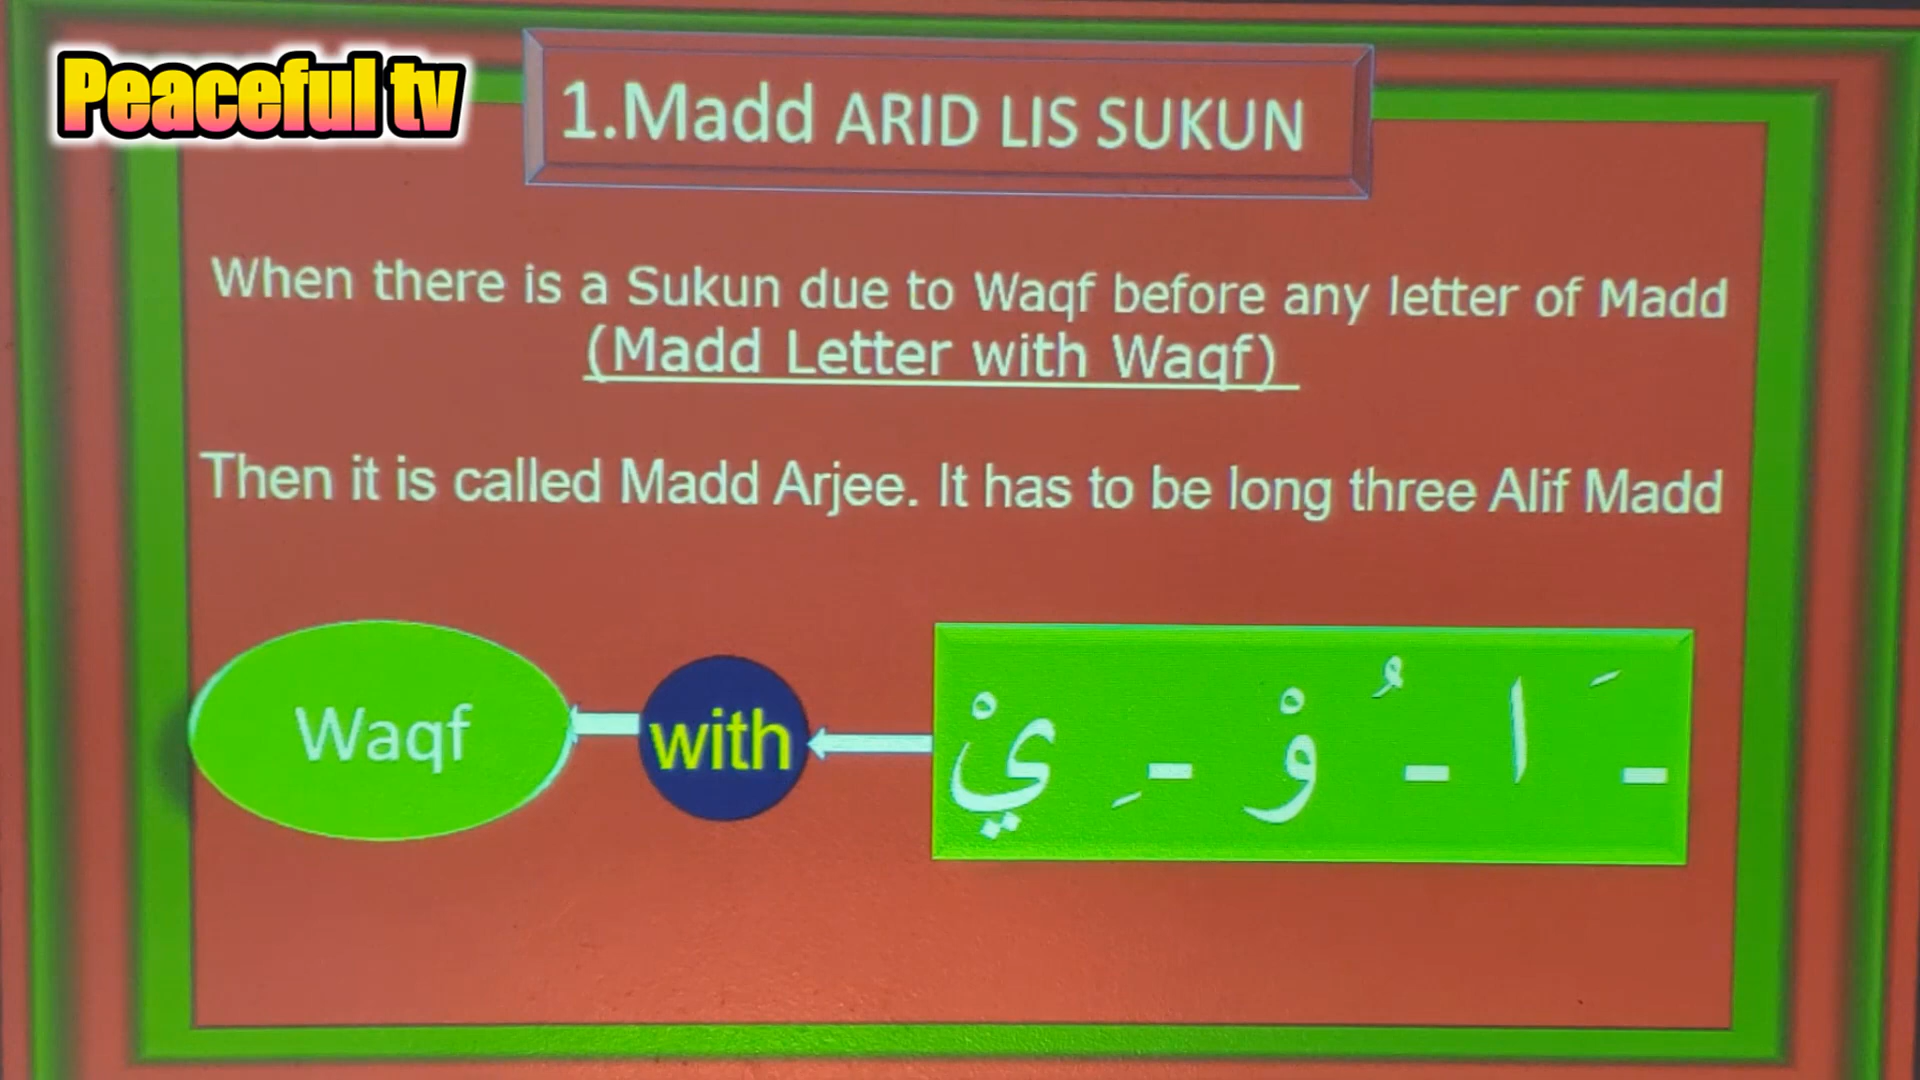 Peaceful tv
1.Madd ARID LIS SUKUN
When there is a Sukun due to Waqf before any letter of Madd
(Madd Letter with Waqf)
Then it is called Madd Arjee. It has to be long three Alif Madd
Waqf with ـَ ا ـُ وْ ـِ يْ